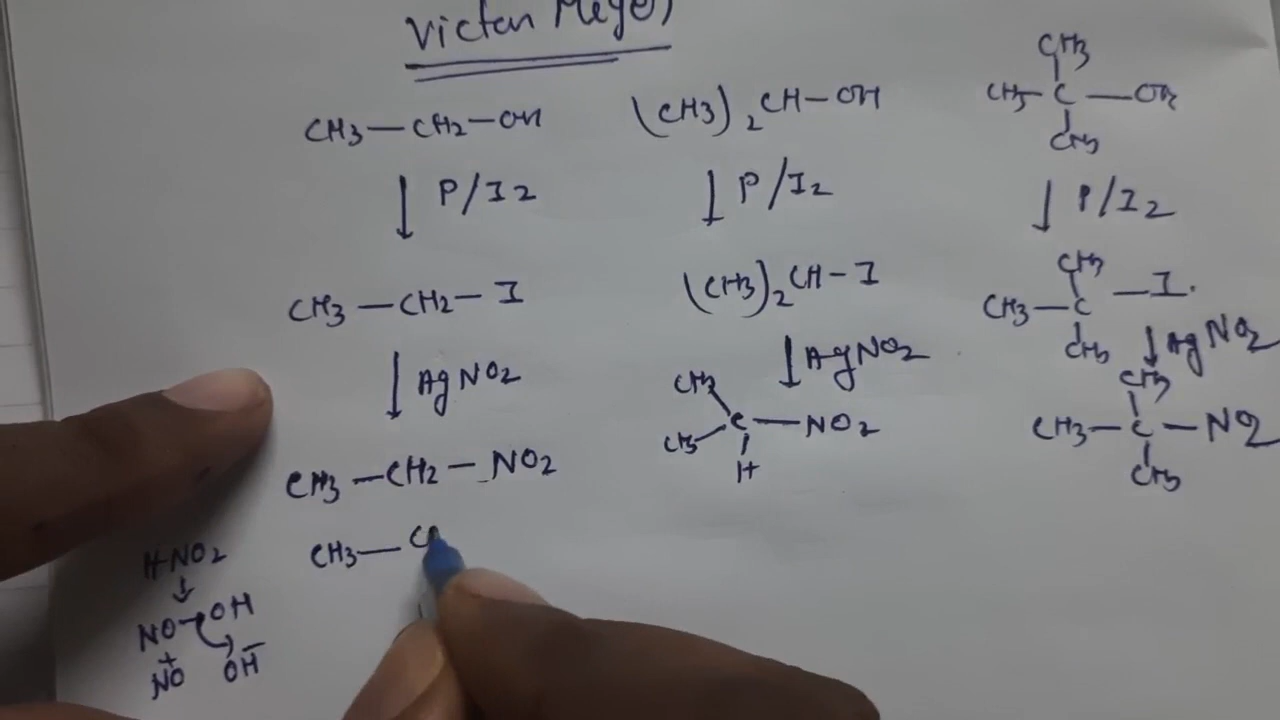 Victor Meyer
CH3—CH2—OH
↓ P/I2
CH3—CH2—I
↓ AgNO2
CH3—CH2—NO2
CH3—C
HNO2
↓
NO—OH
NO+ OH−
(CH3)2CH—OH
↓ P/I2
(CH3)2CH-I
↓ AgNO2
CH3
C—NO2
CH3
H
CH3
CH3—C—OH
CH3
↓ P/I2
CH3
CH3—C—I.
CH3
↓ AgNO2
CH3
CH3—C—NO2
CH3